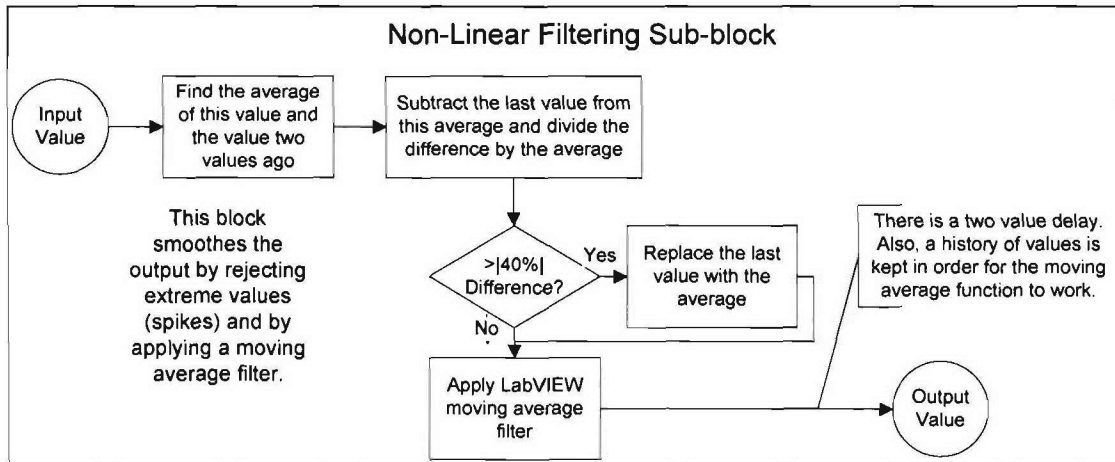 Non-Linear Filtering Sub-block
Input
Value
Find the average
of this value and
the value two
values ago
Subtract the last value from
this average and divide the
difference by the average
This block
smoothes the
output by rejecting
extreme values
(spikes) and by
applying a moving
average filter.
>|40%|
Difference?
Yes
No
Replace the last
value with the
average
There is a two value delay.
Also, a history of values is
kept in order for the moving
average function to work.
Apply LabVIEW
moving average
filter
Output
Value